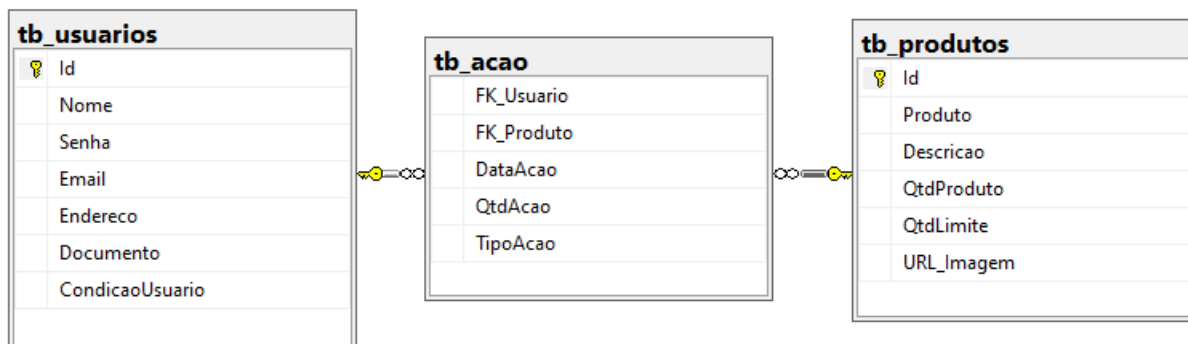 tb_usuarios
Id
Nome
Senha
Email
Endereco
Documento
CondicaoUsuario
tb_acao
FK_Usuario
FK_Produto
DataAcao
QtdAcao
TipoAcao
tb_produtos
Id
Produto
Descricao
QtdProduto
QtdLimite
URL_Imagem